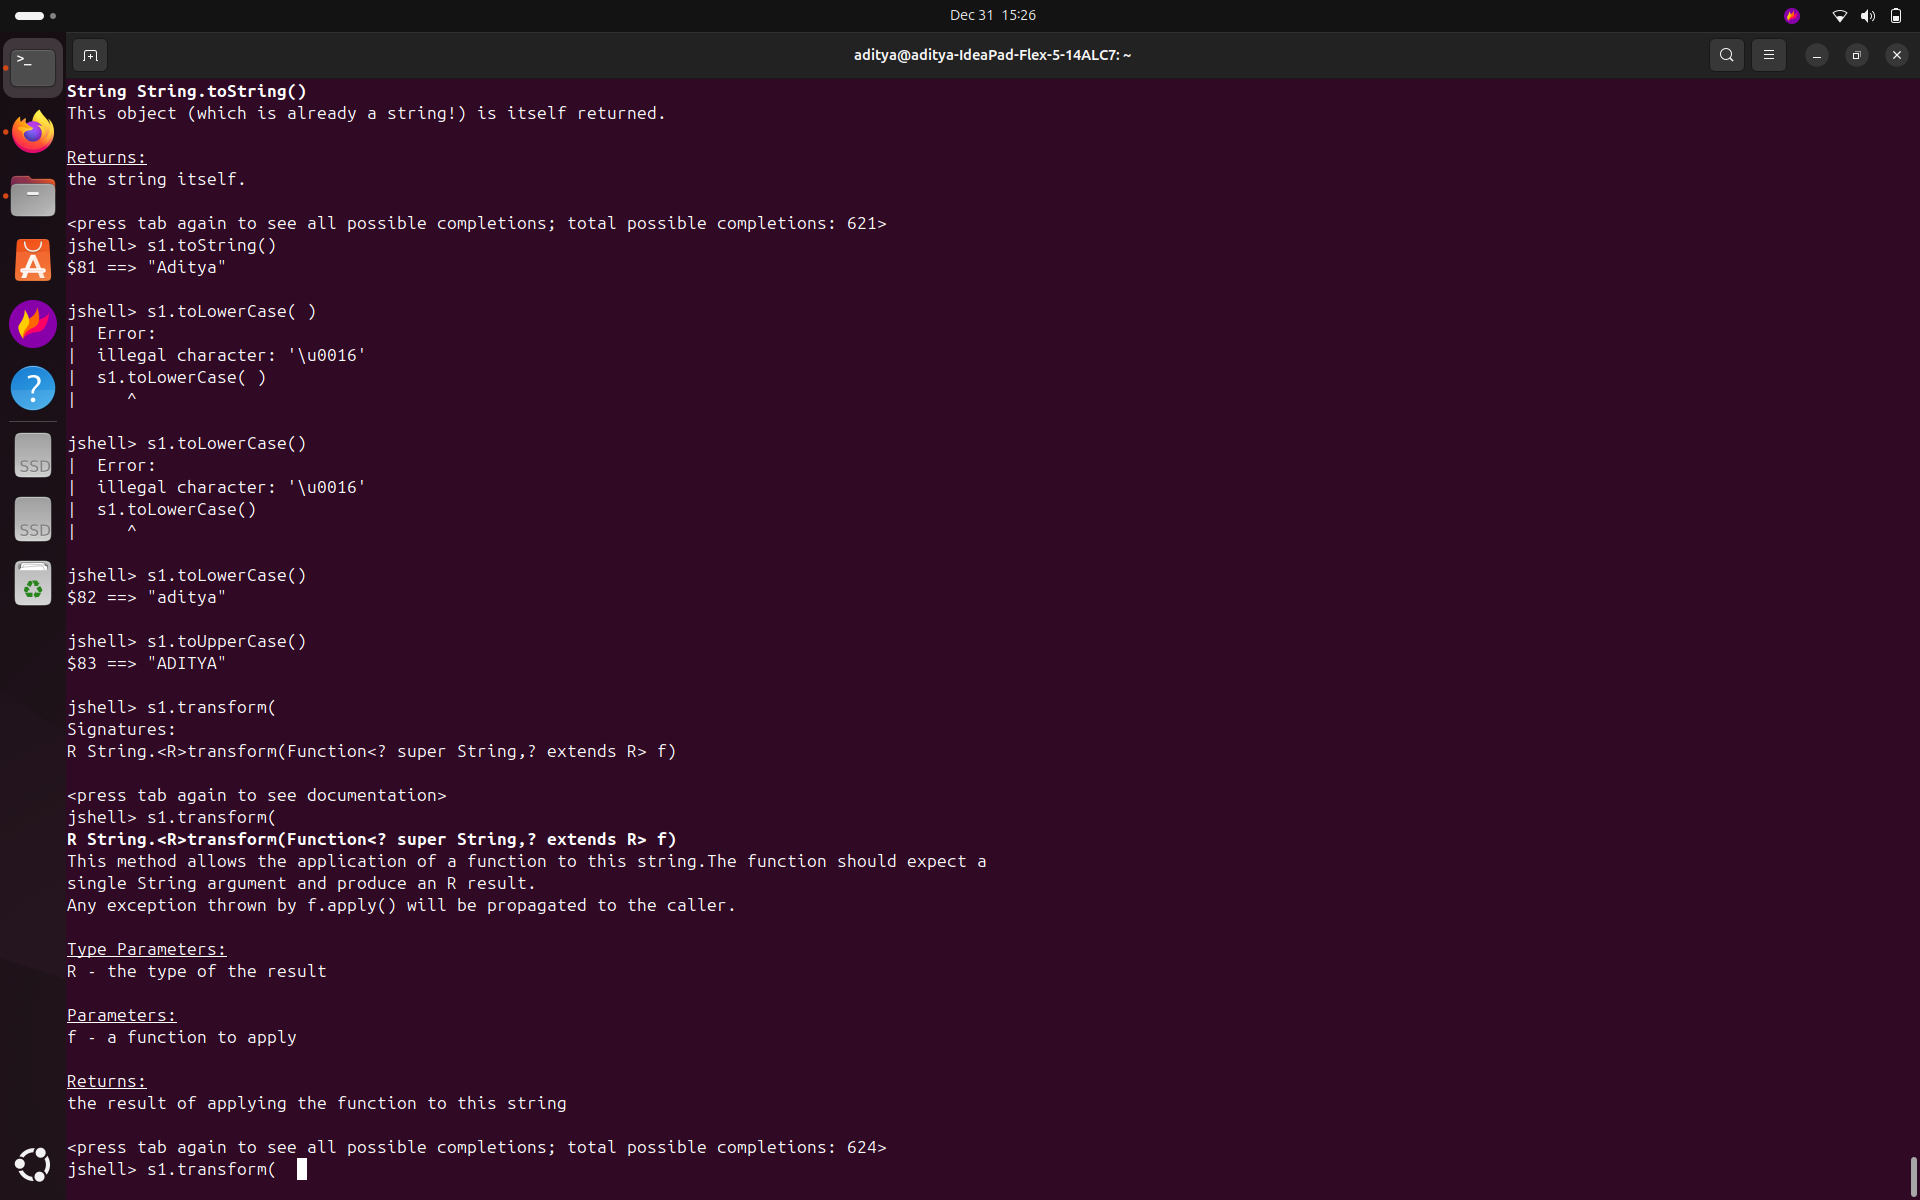 Dec 31 15:26
aditya@aditya-IdeaPad-Flex-5-14ALC7: ~
>_
String String.toString()
This object (which is already a string!) is itself returned.
Returns:
the string itself.
<press tab again to see all possible completions; total possible completions: 621>
jshell> s1.toString()
$81 ==> "Aditya"
jshell> s1.toLowerCase( )
|  Error:
|  illegal character: '\u0016'
|  s1.toLowerCase( )
|     ^
jshell> s1.toLowerCase()
|  Error:
|  illegal character: '\u0016'
|  s1.toLowerCase()
|     ^
jshell> s1.toLowerCase()
$82 ==> "aditya"
jshell> s1.toUpperCase()
$83 ==> "ADITYA"
jshell> s1.transform(
Signatures:
R String.<R>transform(Function<? super String,? extends R> f)
<press tab again to see documentation>
jshell> s1.transform(
R String.<R>transform(Function<? super String,? extends R> f)
This method allows the application of a function to this string.The function should expect a
single String argument and produce an R result.
Any exception thrown by f.apply() will be propagated to the caller.
Type Parameters:
R - the type of the result
Parameters:
f - a function to apply
Returns:
the result of applying the function to this string
<press tab again to see all possible completions; total possible completions: 624>
jshell> s1.transform(
SSD
SSD